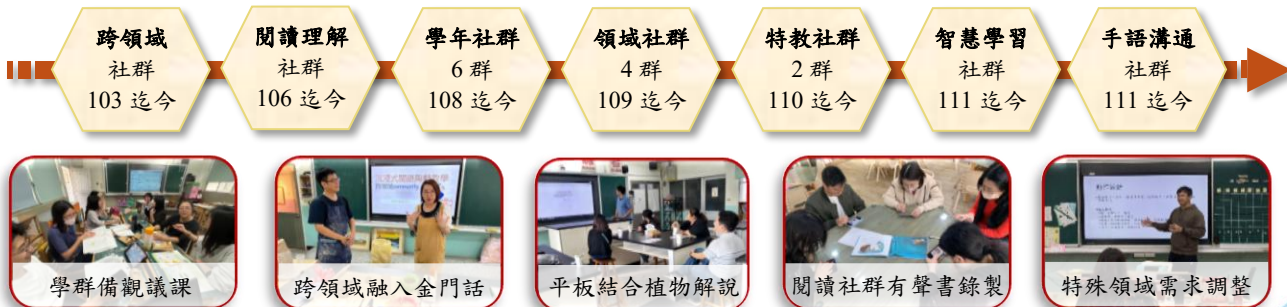 跨領域
社群
103 迄今
閱讀理解
社群
106 迄今
學年社群
6 群
108 迄今
領域社群
4 群
109 迄今
特教社群
2 群
110 迄今
智慧學習
社群
111 迄今
手語溝通
社群
111 迄今
學群備觀議課
跨領域融入金門話
平板結合植物解說
閱讀社群有聲書錄製
特殊領域需求調整